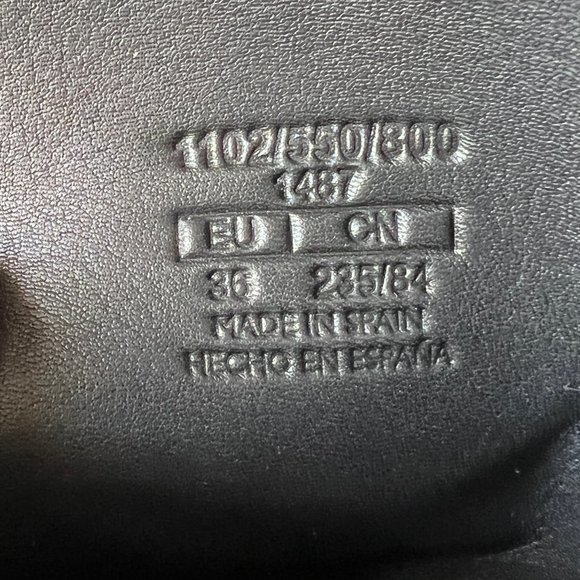 1102/550/800
1487
EU CN
36 235/84
MADE IN SPAIN
HECHO EN ESPAÑA